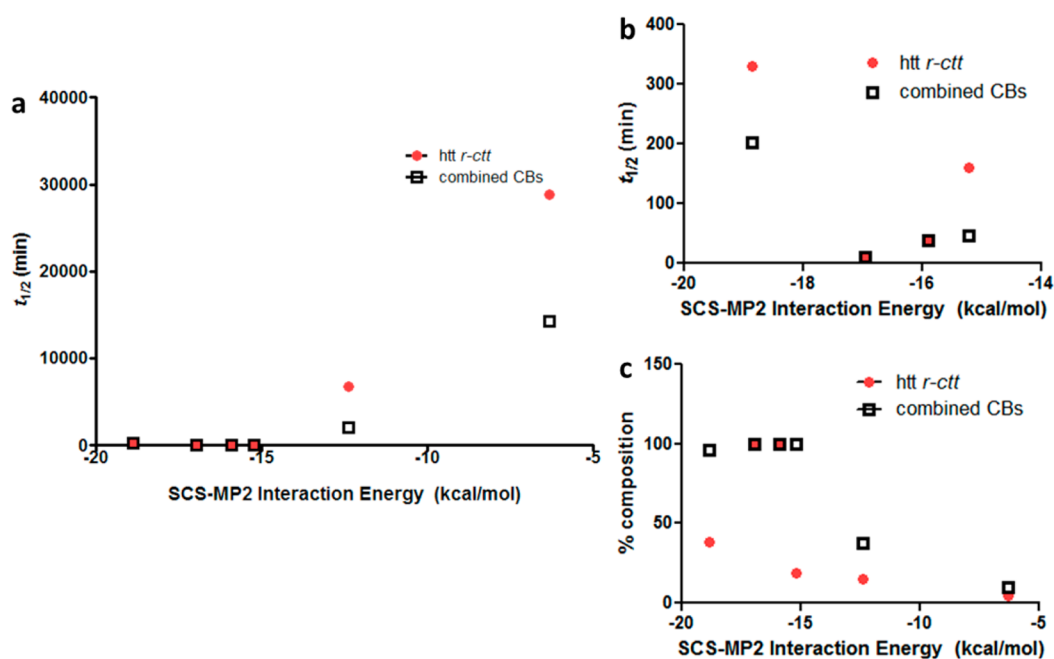 a
40000
30000
20000
10000
0
-20
-15
-10
-5
t1/2 (min)
SCS-MP2 Interaction Energy (kcal/mol)
htt r-ctt
combined CBs
b
400
300
200
100
0
-20
-18
-16
-14
t1/2 (min)
SCS-MP2 Interaction Energy (kcal/mol)
htt r-ctt
combined CBs
c
150
100
50
0
-20
-15
-10
-5
% composition
SCS-MP2 Interaction Energy (kcal/mol)
htt r-ctt
combined CBs